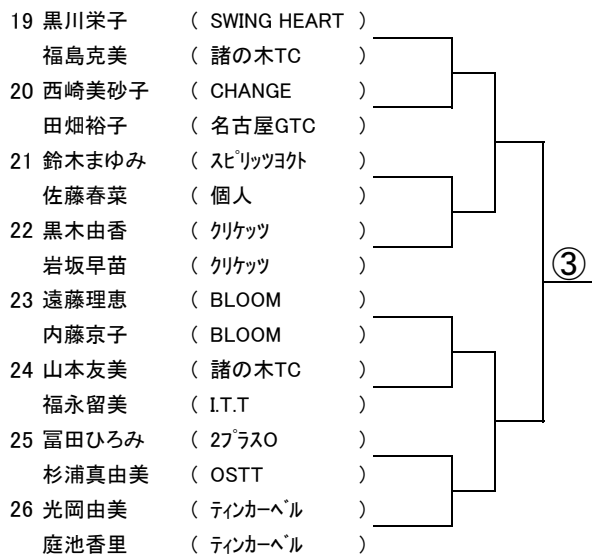 19 黒川栄子 ( SWING HEART )
福島克美 ( 諸の木TC )
20 西崎美砂子 ( CHANGE )
田畑裕子 ( 名古屋GTC )
21 鈴木まゆみ ( ｽﾋﾟﾘｯﾂﾖｸﾄ )
佐藤春菜 ( 個人 )
22 黒木由香 ( ｸﾘｹｯﾂ )
岩坂早苗 ( ｸﾘｹｯﾂ )
③
23 遠藤理恵 ( BLOOM )
内藤京子 ( BLOOM )
24 山本友美 ( 諸の木TC )
福永留美 ( I.T.T )
25 冨田ひろみ ( 2ﾌﾟﾗｽO )
杉浦真由美 ( OSTT )
26 光岡由美 ( ﾃｨﾝｶｰﾍﾞﾙ )
庭池香里 ( ﾃｨﾝｶｰﾍﾞﾙ )